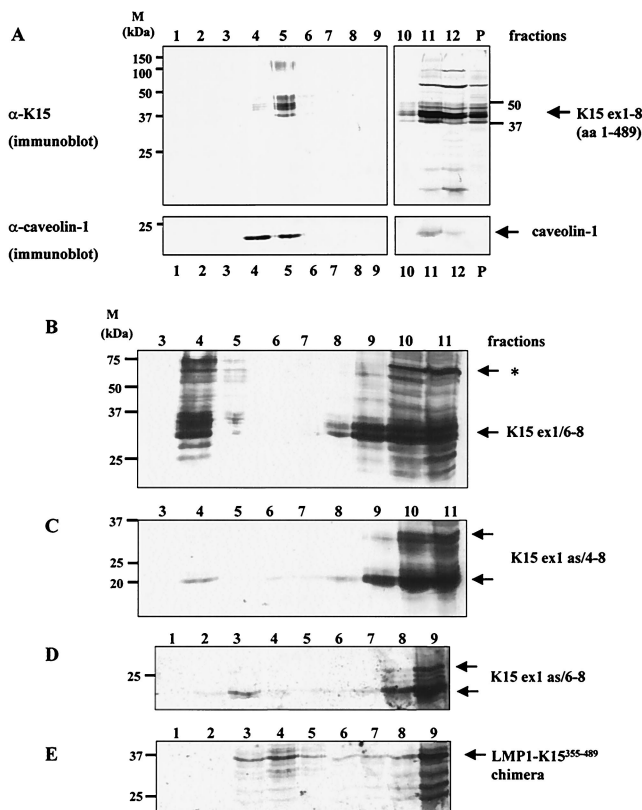 M
(kDa)
1 2 3 4 5 6 7 8 9 10 11 12 P fractions
A
150
100
50
37
25
α-K15
(immunoblot)
50
37
K15 ex1-8
(aa 1-489)
α-caveolin-1
(immunoblot)
25
caveolin-1
1 2 3 4 5 6 7 8 9 10 11 12 P
B
M
(kDa)
3 4 5 6 7 8 9 10 11 fractions
75
50
37
25
*
K15 ex1/6-8
C
3 4 5 6 7 8 9 10 11
37
25
20
K15 ex1 as/4-8
D
1 2 3 4 5 6 7 8 9
25
K15 ex1 as/6-8
E
1 2 3 4 5 6 7 8 9
37
25
LMP1-K15355-489
chimera